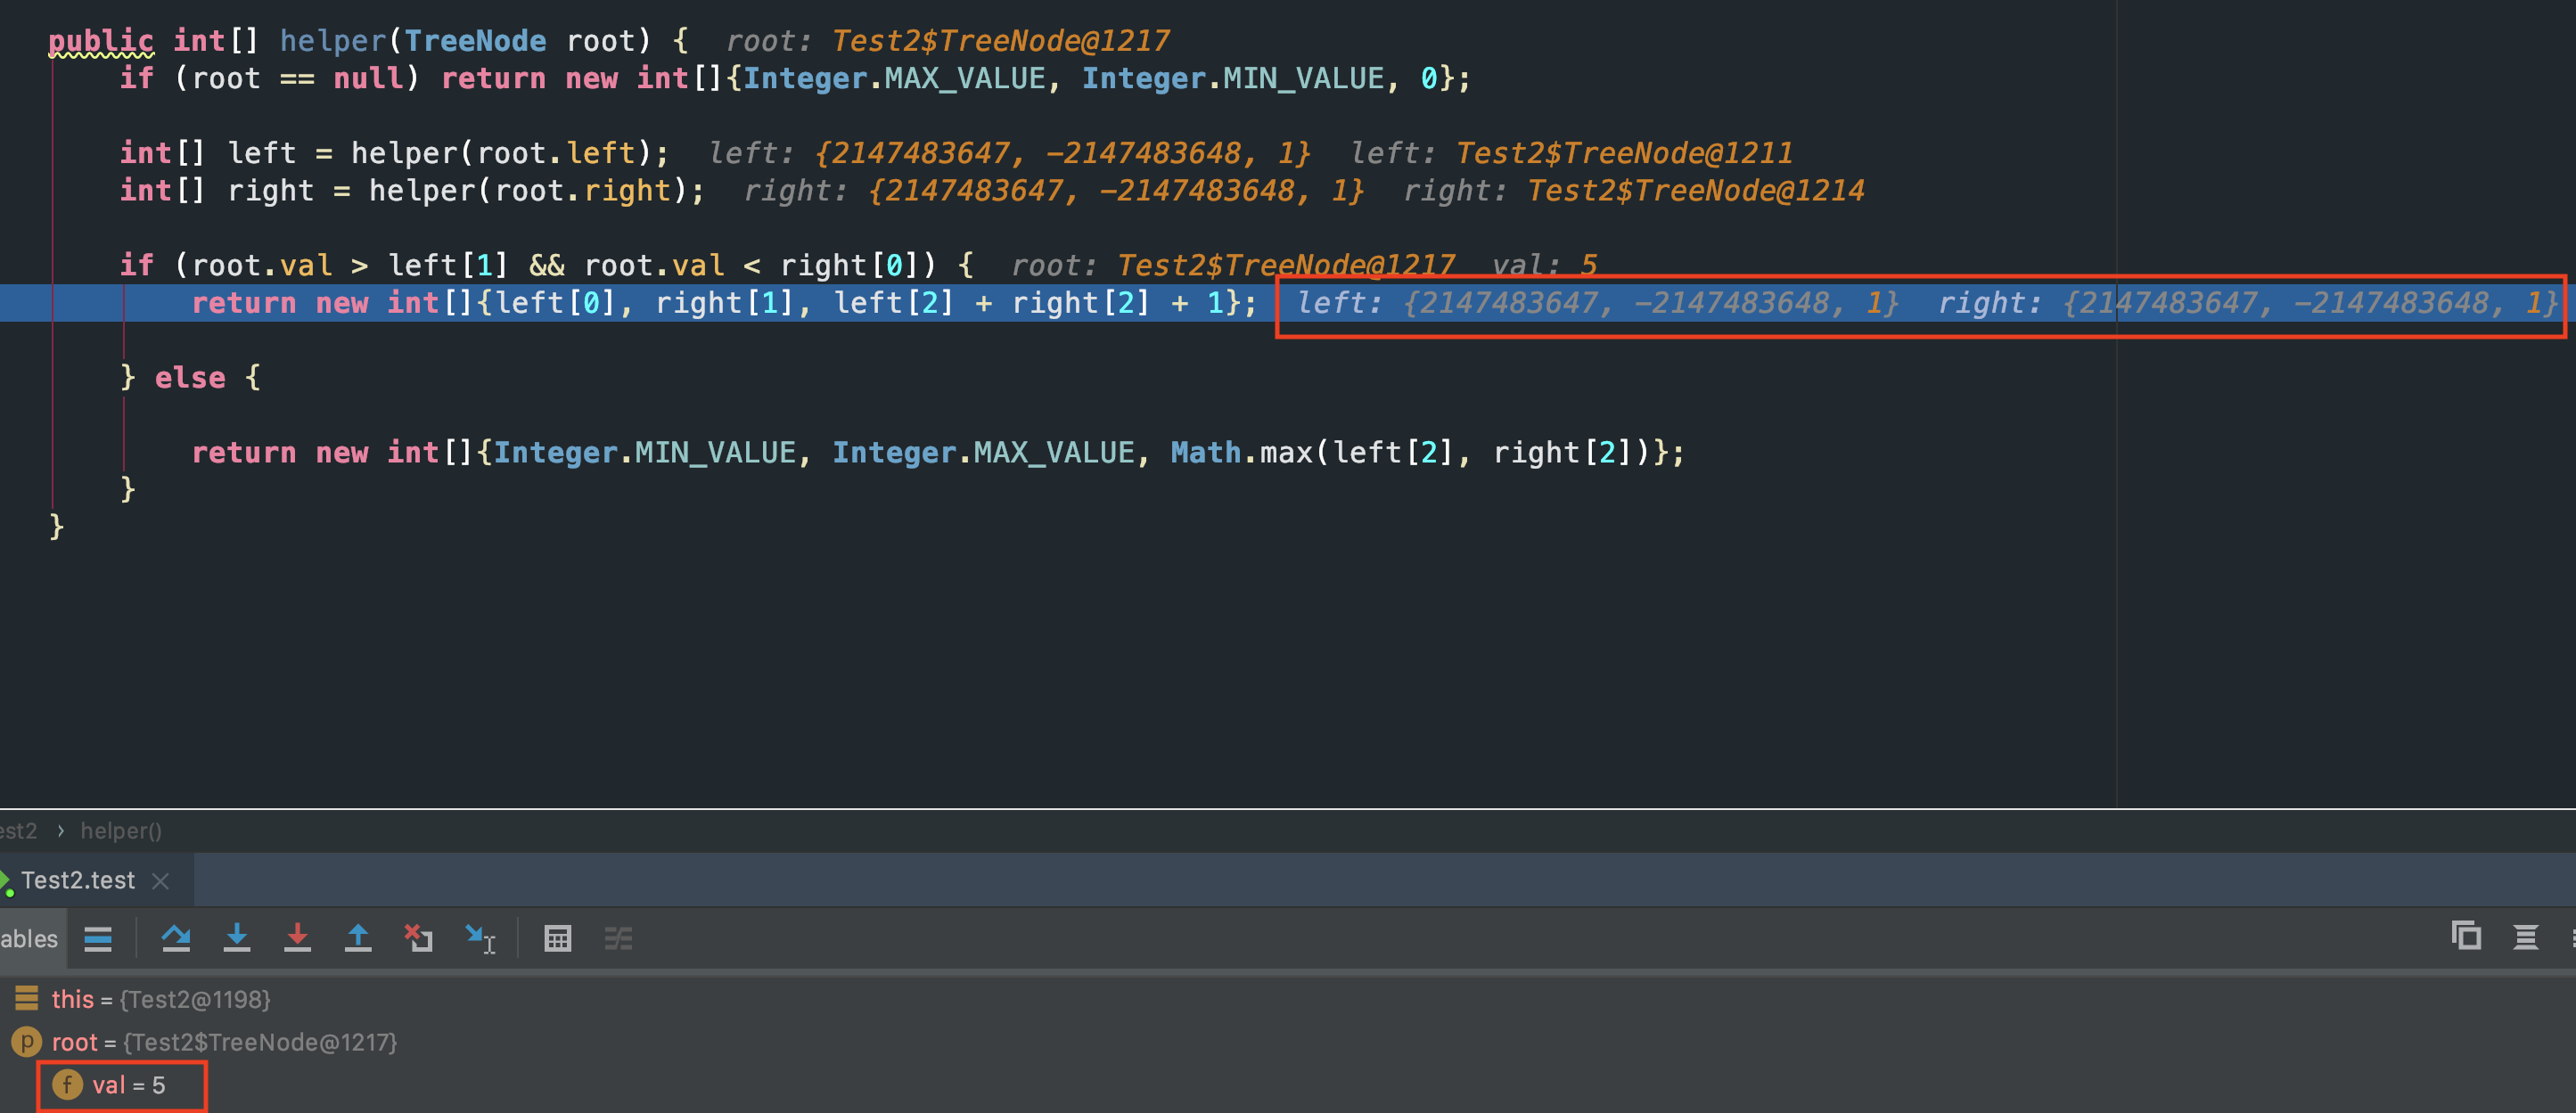 public int[] helper(TreeNode root) {  root: Test2$TreeNode@1217
if (root == null) return new int[]{Integer.MAX_VALUE, Integer.MIN_VALUE, 0};
int[] left = helper(root.left);  left: {2147483647, -2147483648, 1}  left: Test2$TreeNode@1211
int[] right = helper(root.right);  right: {2147483647, -2147483648, 1}  right: Test2$TreeNode@1214
if (root.val > left[1] && root.val < right[0]) {  root: Test2$TreeNode@1217  val: 5
return new int[]{left[0], right[1], left[2] + right[2] + 1};  left: {2147483647, -2147483648, 1}  right: {2147483647, -2147483648, 1}
} else {
return new int[]{Integer.MIN_VALUE, Integer.MAX_VALUE, Math.max(left[2], right[2])};
}
}
est2 › helper()
Test2.test
ables
this = {Test2@1198}
p root = {Test2$TreeNode@1217}
f val = 5